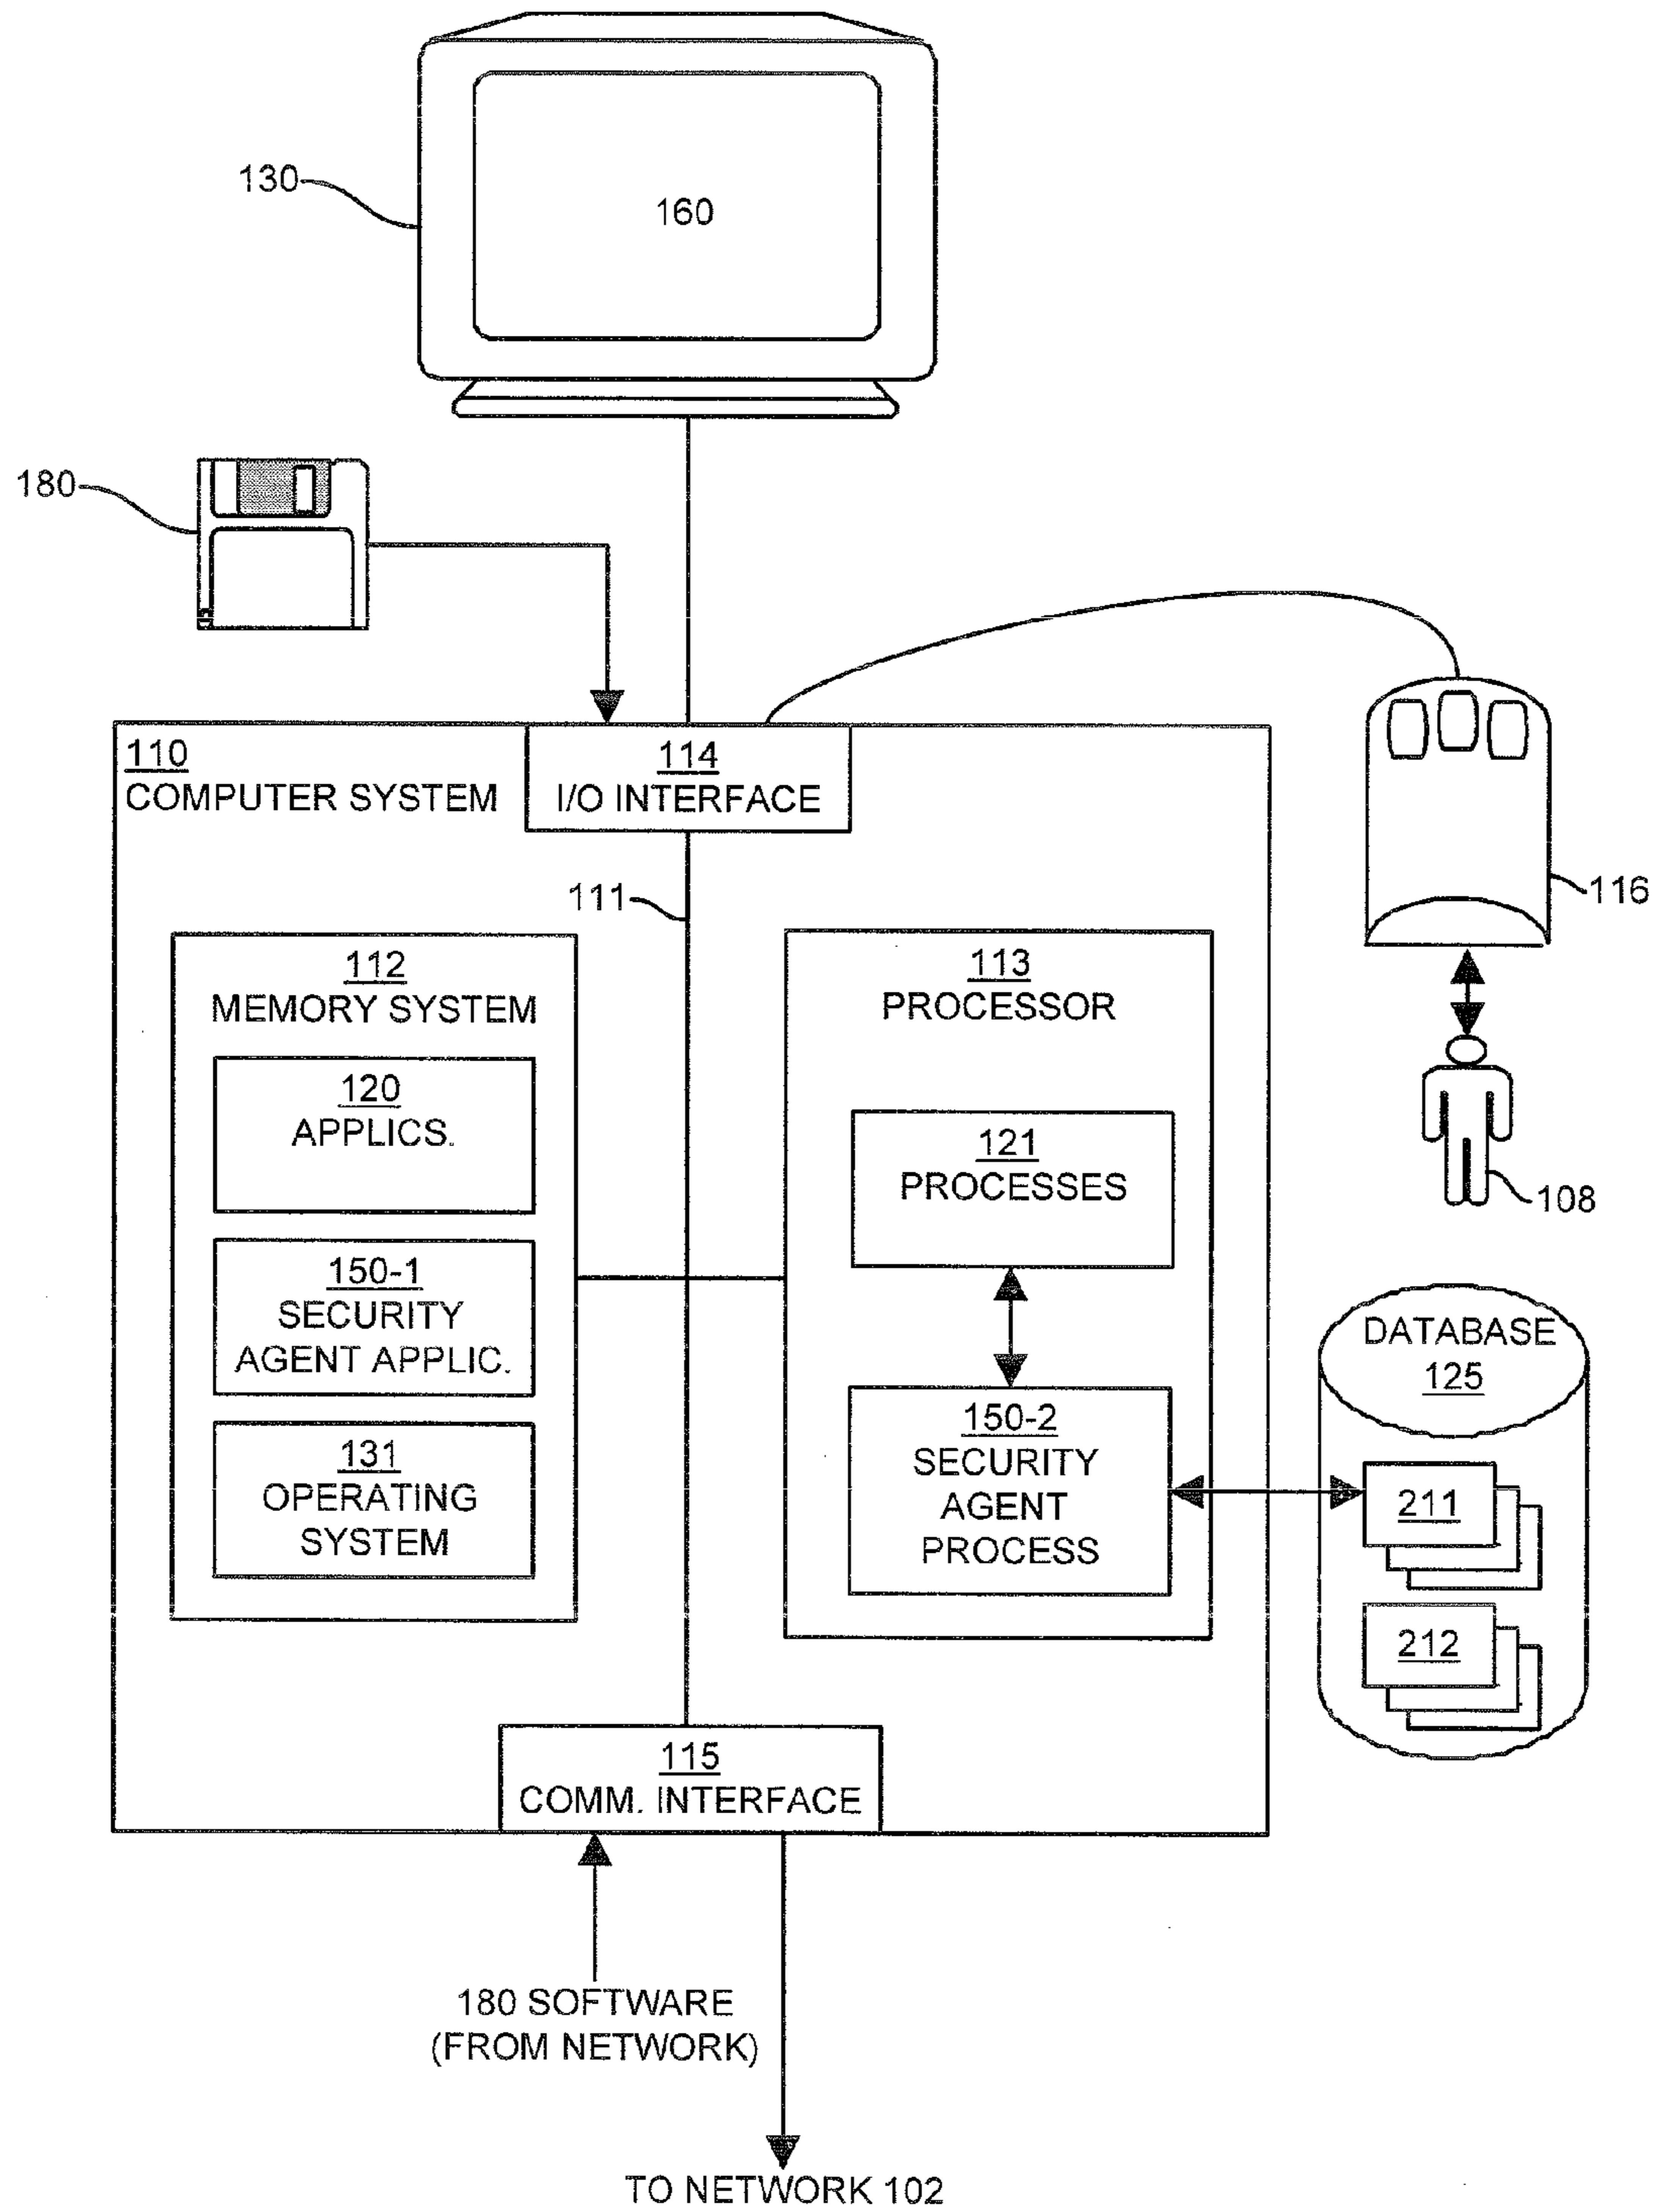 130
160
180
110
COMPUTER SYSTEM
114
I/O INTERFACE
116
111
112
MEMORY SYSTEM
120
APPLICS.
150-1
SECURITY
AGENT APPLIC.
131
OPERATING
SYSTEM
113
PROCESSOR
121
PROCESSES
150-2
SECURITY
AGENT
PROCESS
108
DATABASE
125
211
212
115
COMM. INTERFACE
180 SOFTWARE
(FROM NETWORK)
TO NETWORK 102